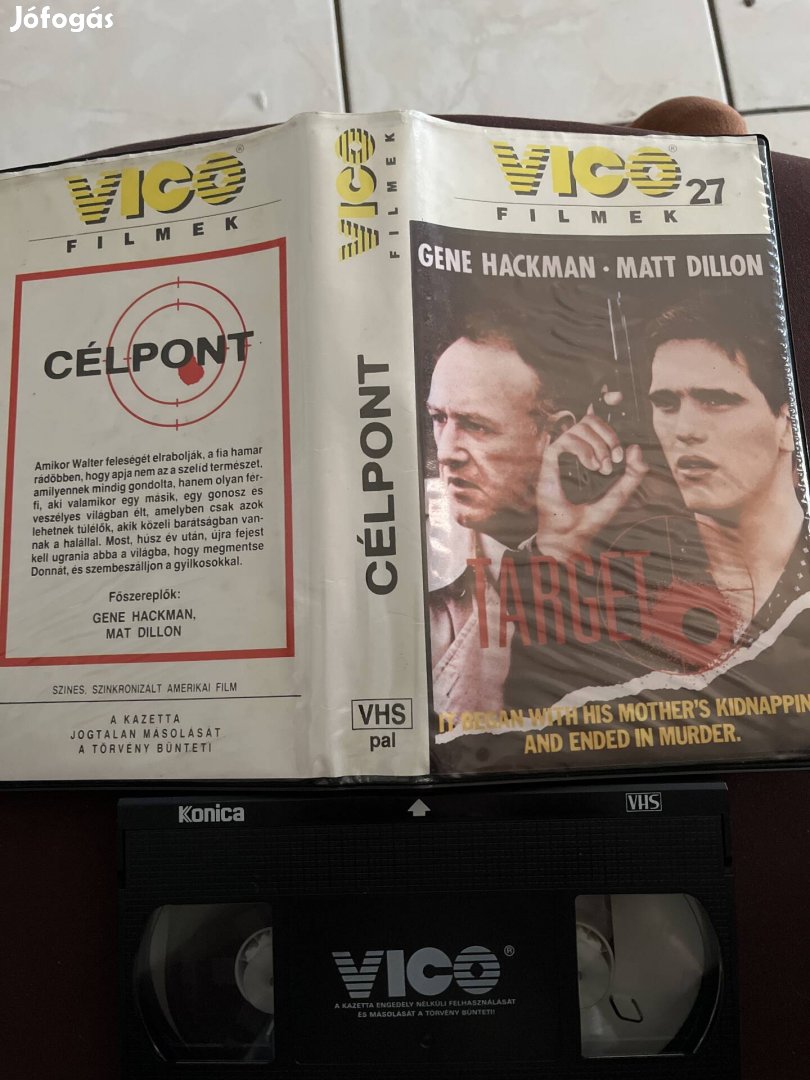 Jófogás
VICO®
FILMEK
CÉLPONT
Amikor Walter feleségét elrabolják, a fia hamar
rádöbben, hogy apja nem az a szelíd természet,
amilyennek mindig gondolta, hanem olyan fér-
fi, aki valamikor egy másik, egy gonosz és
veszélyes világban élt, amelyben csak azok
lehetnek túlélők, akik közeli barátságban van-
nak a halállal. Most, húsz év után, újra fejest
kell ugrania abba a világba, hogy megmentse
Donnát, és szembeszálljon a gyilkosokkal.
Főszereplők:
GENE HACKMAN,
MAT DILLON
SZINES, SZINKRONIZALT AMERIKAI FILM
A KAZETTA
JOGTALAN MÁSOLÁSÁT
A TÖRVÉNY BÜNTETI
VICO
FILMEK
CÉLPONT
VHS
pal
VICO® 27
FILMEK
GENE HACKMAN · MATT DILLON
TARGET
IT BEGAN WITH HIS MOTHER'S KIDNAPPIN
AND ENDED IN MURDER.
Konica
VHS
VICO®
A KAZETTA ENGEDÉLY NÉLKÜLI FELHASZNÁLÁSÁT
ÉS MÁSOLÁSÁT A TÖRVÉNY BÜNTETI!